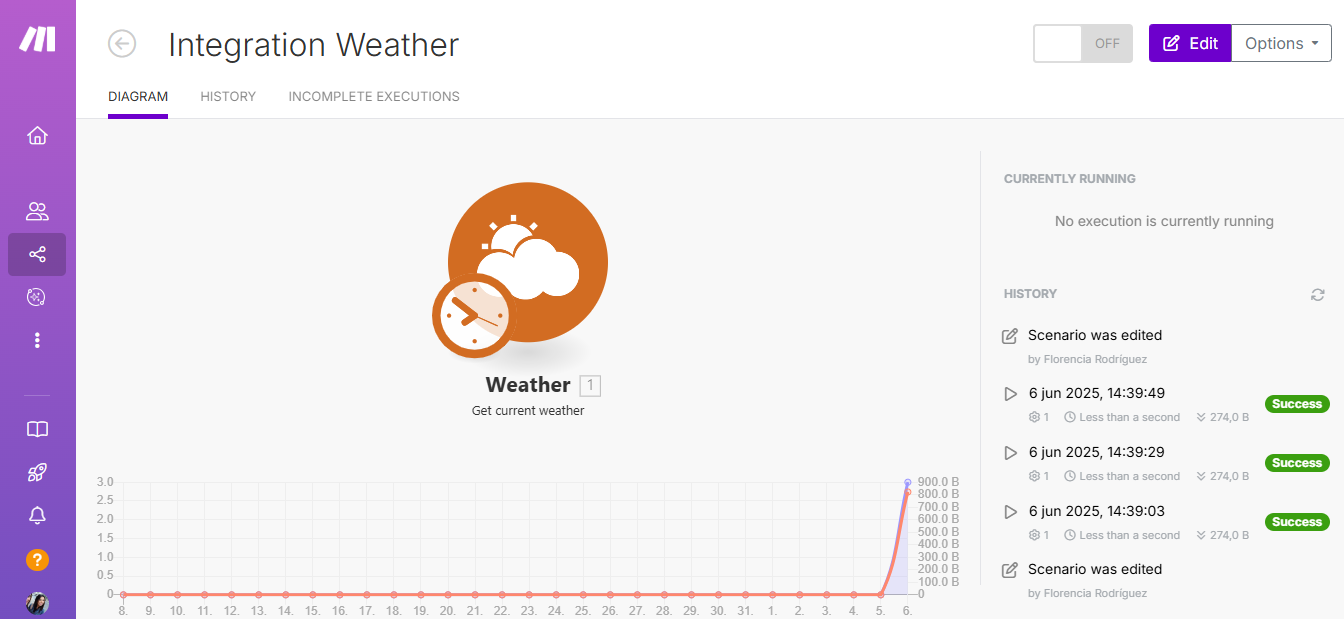 Integration Weather
OFF
Edit
Options
DIAGRAM
HISTORY
INCOMPLETE EXECUTIONS
CURRENTLY RUNNING
No execution is currently running
HISTORY
Scenario was edited
by Florencia Rodríguez
6 jun 2025, 14:39:49
1 Less than a second 274,0 B
Success
6 jun 2025, 14:39:29
1 Less than a second 274,0 B
Success
6 jun 2025, 14:39:03
1 Less than a second 274,0 B
Success
Scenario was edited
by Florencia Rodríguez
Weather 1
Get current weather
3.0
2.5
2.0
1.5
1.0
0.5
0
900.0 B
800.0 B
700.0 B
600.0 B
500.0 B
400.0 B
300.0 B
200.0 B
100.0 B
0
8. 9. 10. 11. 12. 13. 14. 15. 16. 17. 18. 19. 20. 21. 22. 23. 24. 25. 26. 27. 28. 29. 30. 31. 1. 2. 3. 4. 5. 6.
?